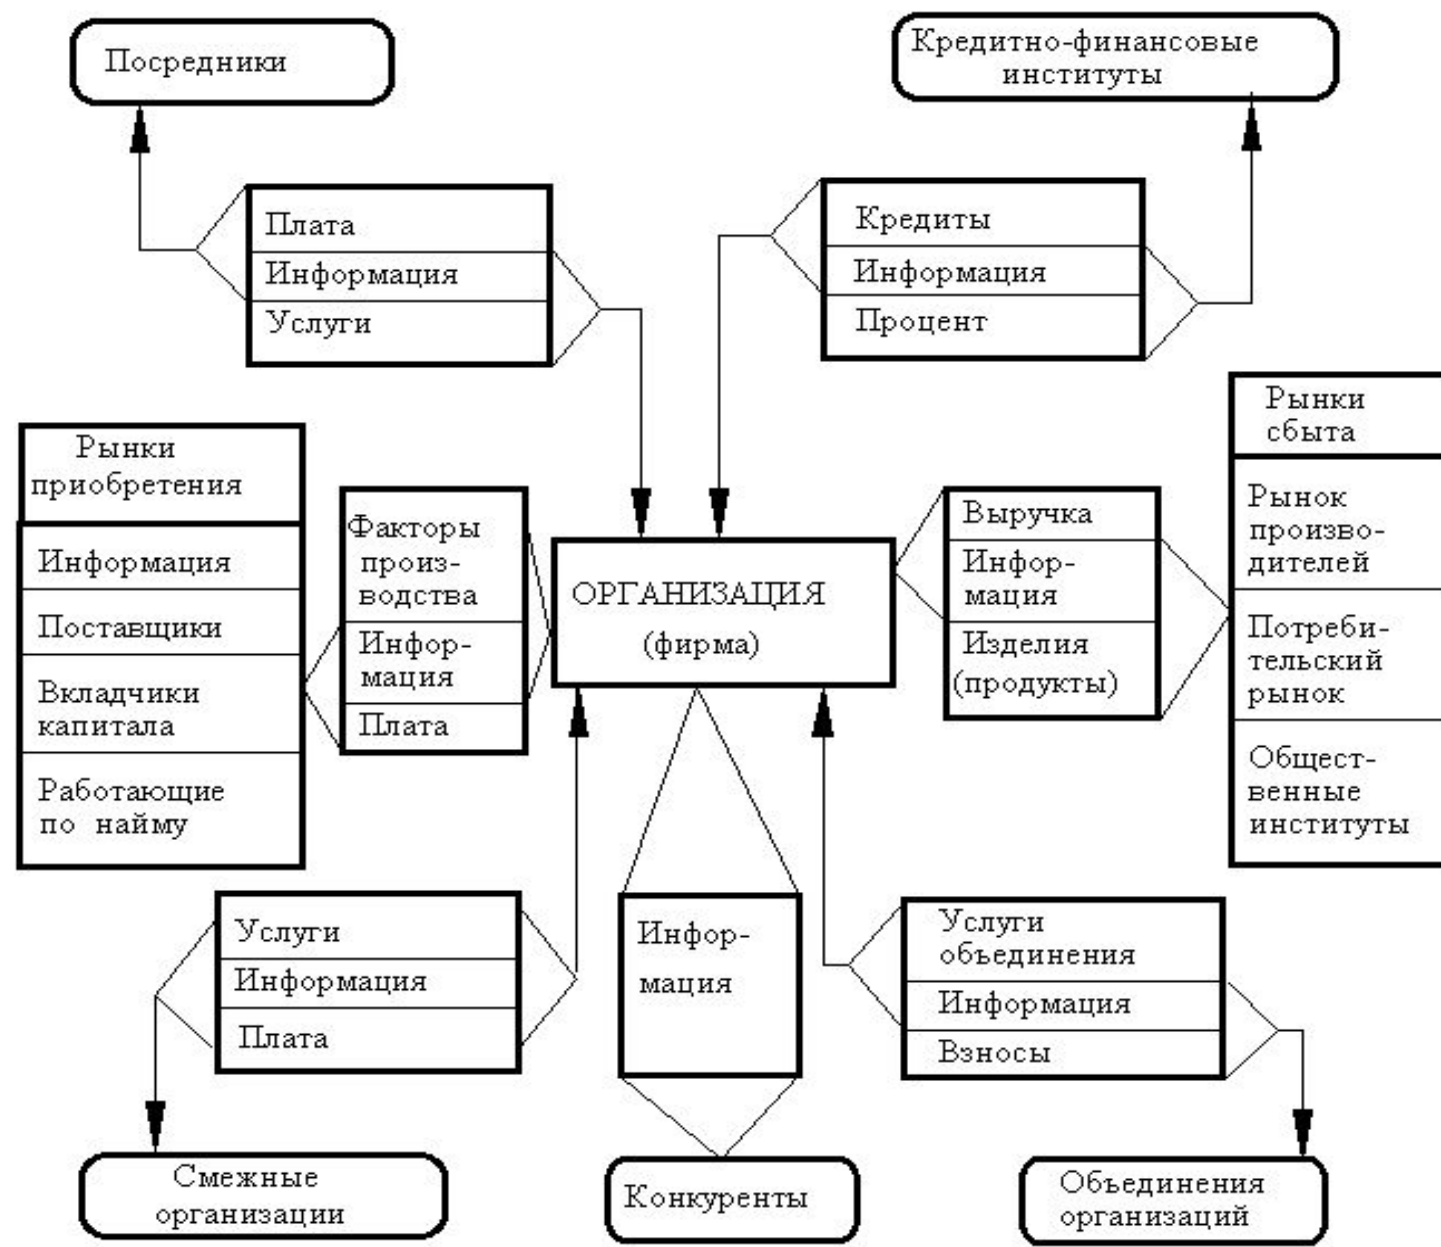 Посредники
Кредитно-финансовые
институты
Плата
Информация
Услуги
Кредиты
Информация
Процент
Рынки
приобретения
Информация
Поставщики
Вкладчики
капитала
Работающие
по найму
Факторы
произ-
водства
Инфор-
мация
Плата
ОРГАНИЗАЦИЯ
(фирма)
Выручка
Инфор-
мация
Изделия
(продукты)
Рынки
сбыта
Рынок
произво-
дителей
Потреби-
тельский
рынок
Общест-
венные
институты
Услуги
Информация
Плата
Инфор-
мация
Услуги
объединения
Информация
Взносы
Смежные
организации
Конкуренты
Объединения
организаций